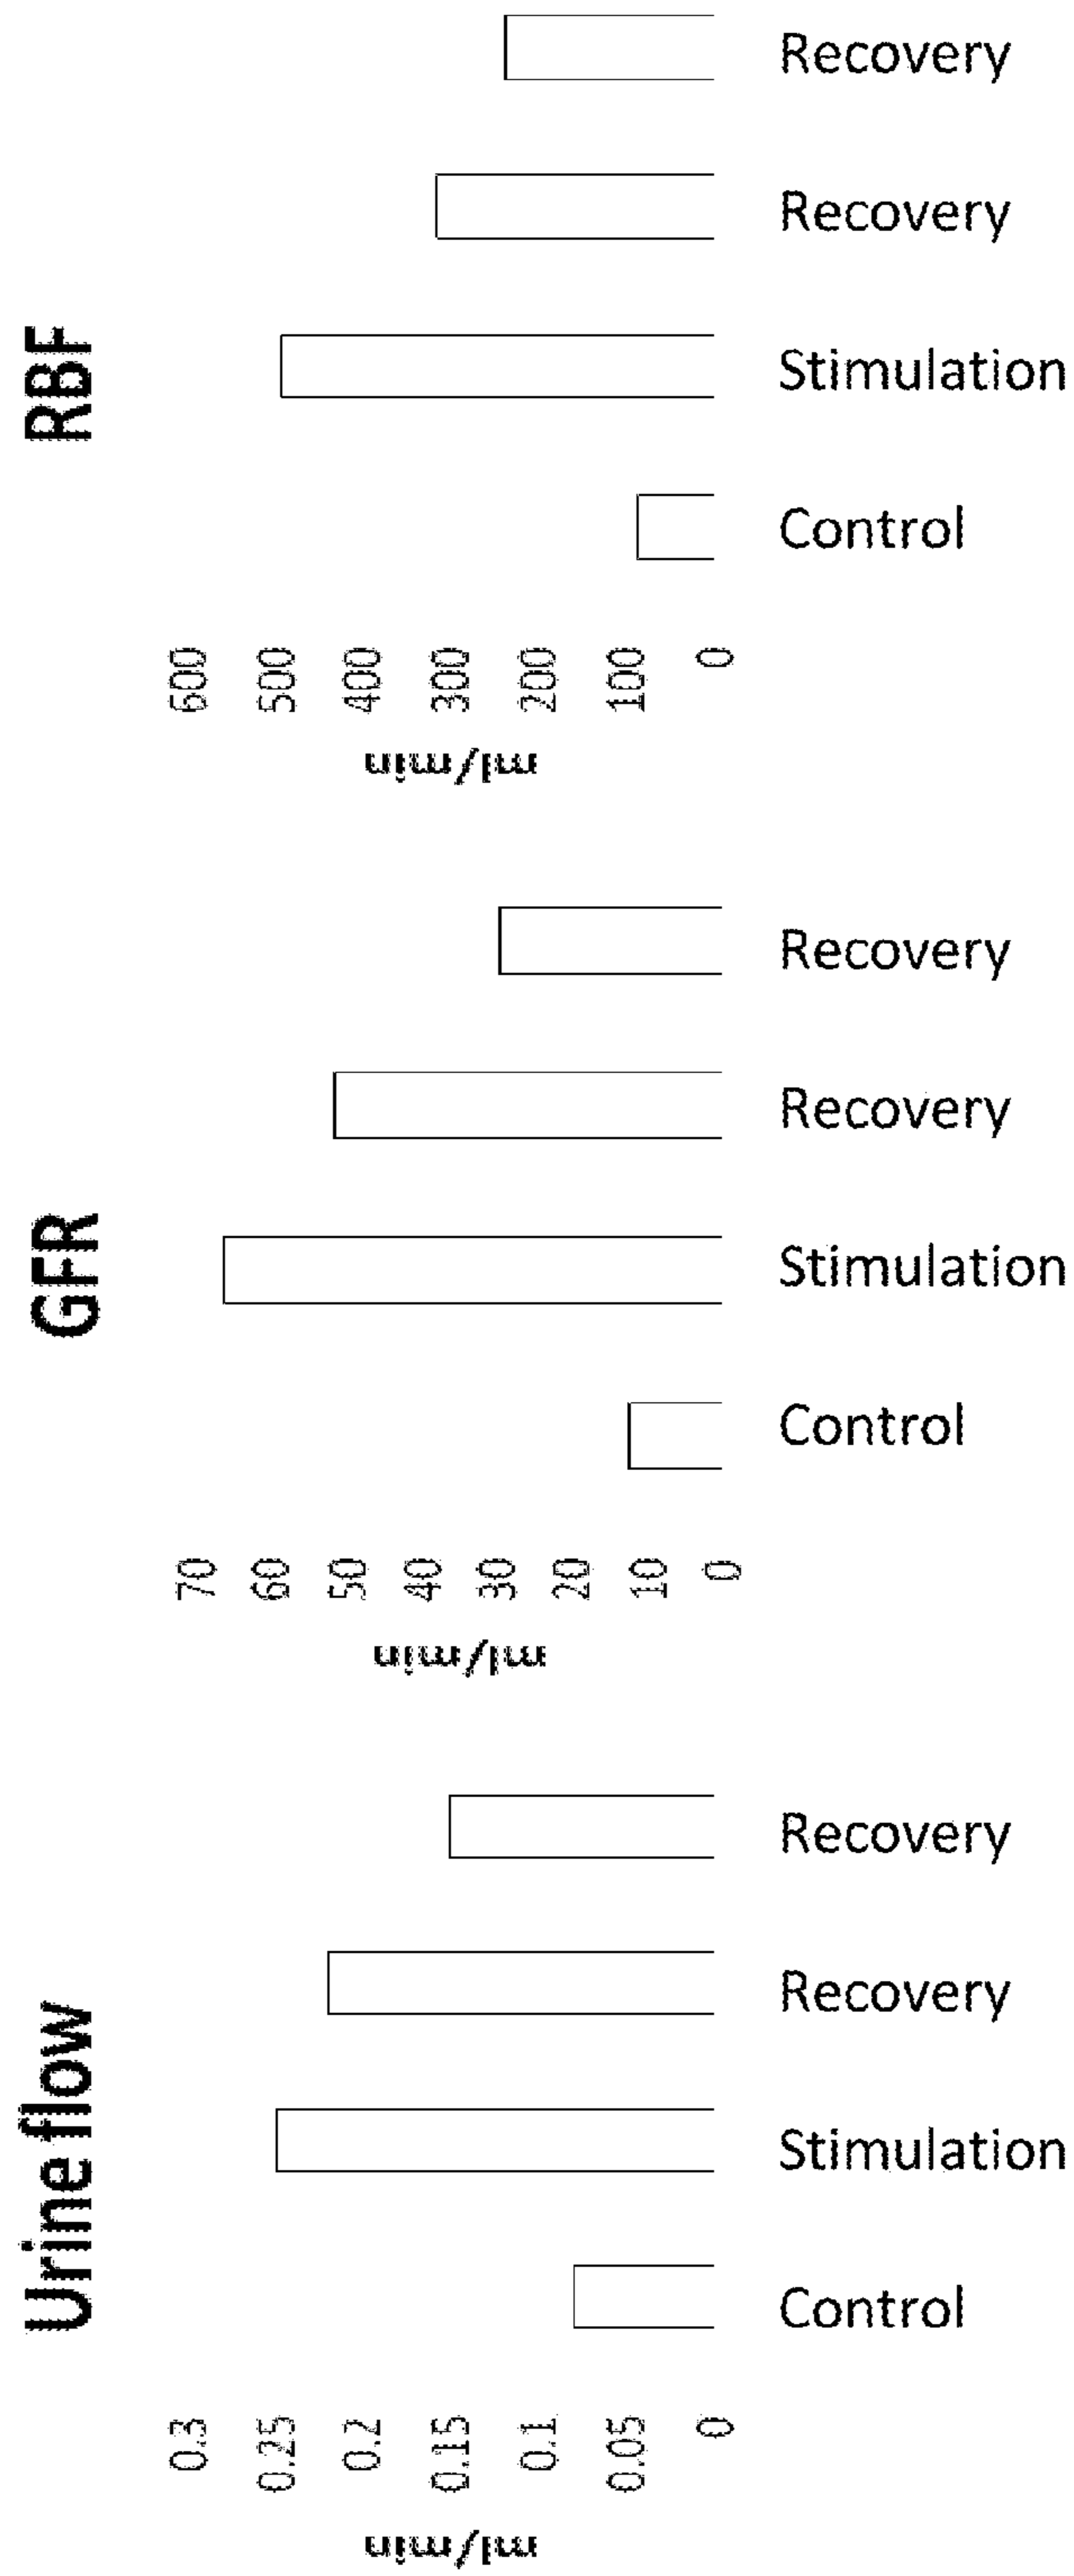 Urine flow
ml/min
0.3
0.25
0.2
0.15
0.1
0.05
0
Control
Stimulation
Recovery
Recovery
GFR
ml/min
70
60
50
40
30
20
10
0
Control
Stimulation
Recovery
Recovery
RBF
ml/min
600
500
400
300
200
100
0
Control
Stimulation
Recovery
Recovery